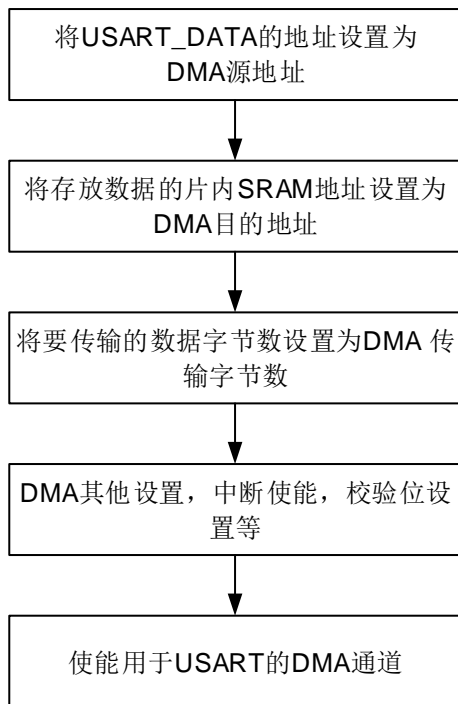 将USART_DATA的地址设置为
DMA源地址
将存放数据的片内SRAM地址设置为
DMA目的地址
将要传输的数据字节数设置为DMA 传
输字节数
DMA其他设置，中断使能，校验位设
置等
使能用于USART的DMA通道